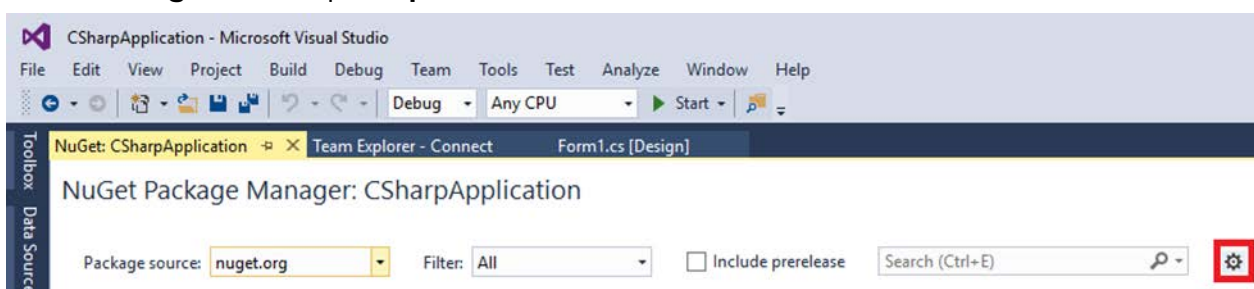 CSharpApplication - Microsoft Visual Studio
File Edit View Project Build Debug Team Tools Test Analyze Window Help
Debug Any CPU Start
Toolbox
Data Source
NuGet: CSharpApplication Team Explorer - Connect Form1.cs [Design]
NuGet Package Manager: CSharpApplication
Package source: nuget.org Filter: All Include prerelease Search (Ctrl+E)